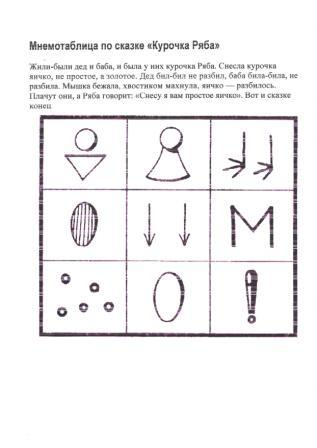 Мнемотаблица по сказке «Курочка Ряба»
Жили-были дед и баба, и была у них курочка Ряба. Снесла курочка
яичко, не простое, а золотое. Дед бил-бил не разбил, баба била-била, не
разбила. Мышка бежала, хвостиком махнула, яичко — разбилось.
Плачут они, а Ряба говорит: «Снесу я вам простое яичко». Вот и сказке
конец
М
!